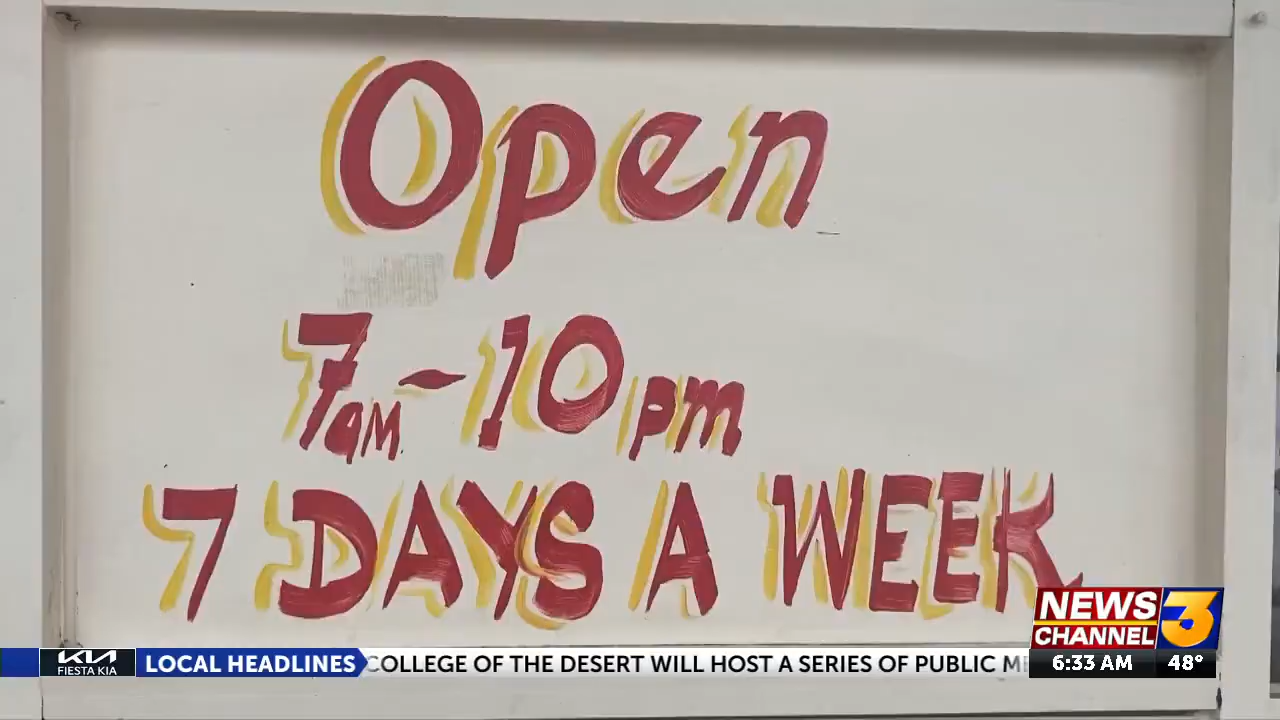 Open
7am - 10pm
7 DAYS A WEEK
NEWS
CHANNEL 3
KIA
FIESTA KIA
LOCAL HEADLINES
COLLEGE OF THE DESERT WILL HOST A SERIES OF PUBLIC
6:33 AM 48°